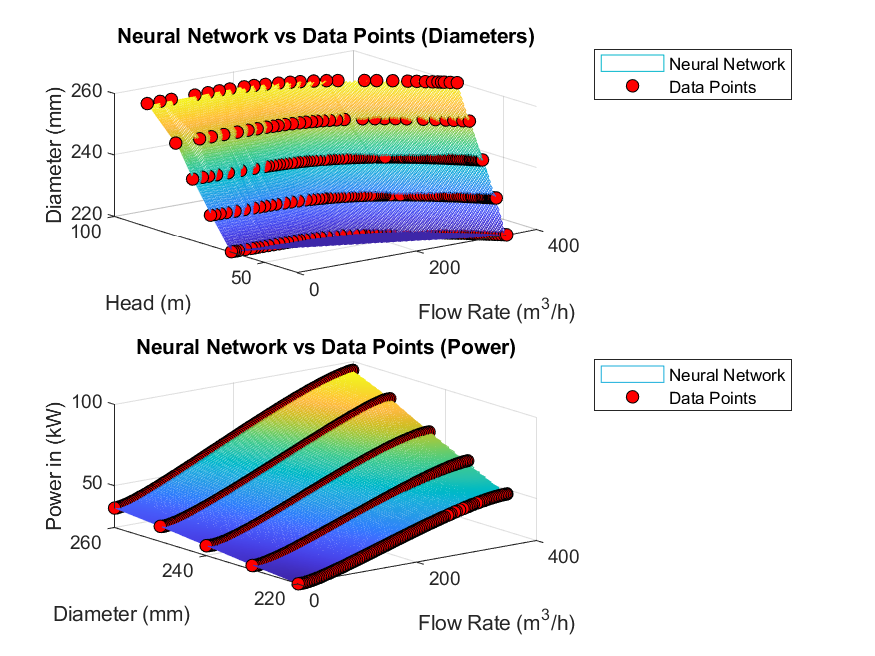 Neural Network vs Data Points (Diameters)
Neural Network
Data Points
Diameter (mm)
260
240
220
100
50
0
200
400
Head (m)
Flow Rate (m³/h)
Neural Network vs Data Points (Power)
Neural Network
Data Points
Power in (kW)
100
50
260
240
220
0
200
400
Diameter (mm)
Flow Rate (m³/h)